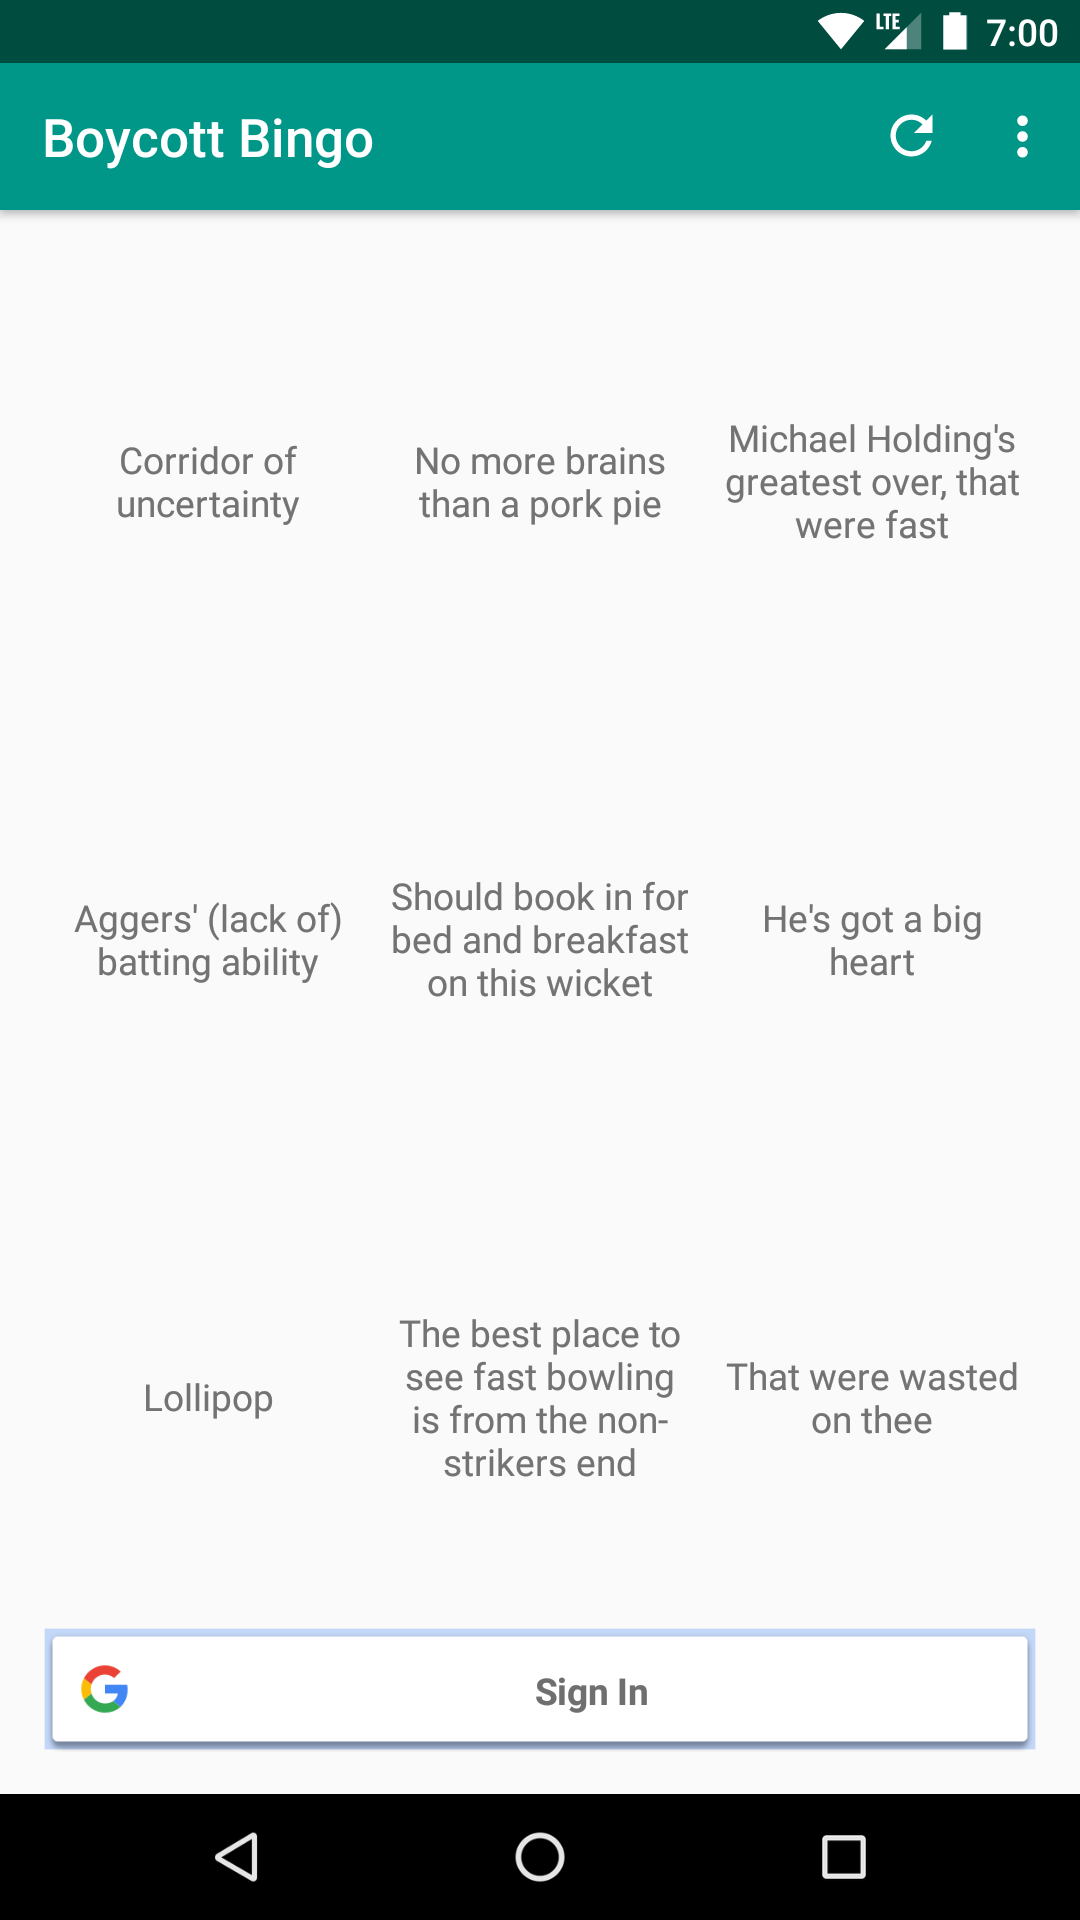 LTE 7:00
Boycott Bingo
Corridor of
uncertainty
No more brains
than a pork pie
Michael Holding's
greatest over, that
were fast
Aggers' (lack of)
batting ability
Should book in for
bed and breakfast
on this wicket
He's got a big
heart
Lollipop
The best place to
see fast bowling
is from the non-
strikers end
That were wasted
on thee
Sign In